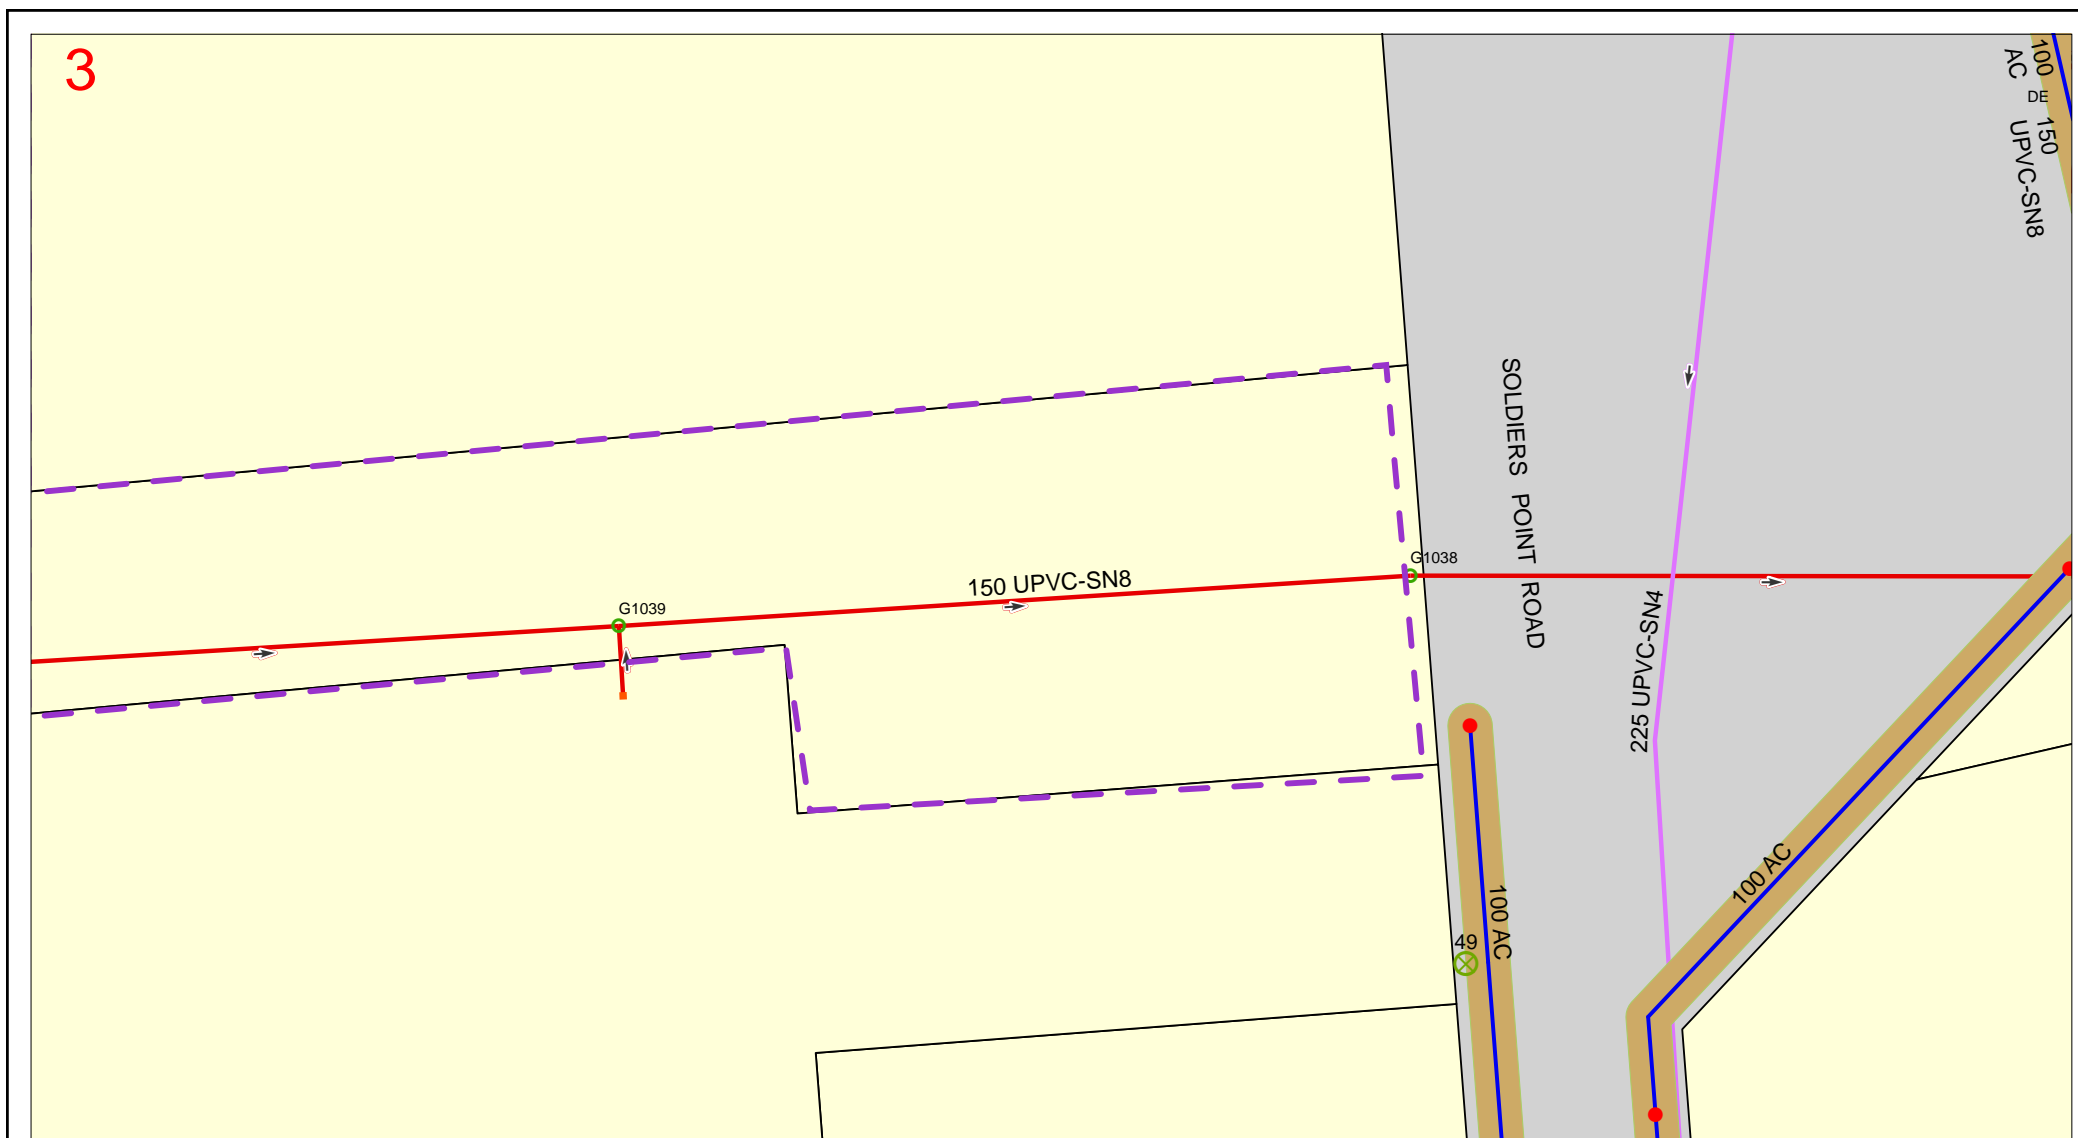 3
100
AC
DE
150
UPVC-SN8
SOLDIERS POINT ROAD
G1038
150 UPVC-SN8
G1039
225 UPVC-SN4
100 AC
100 AC
49